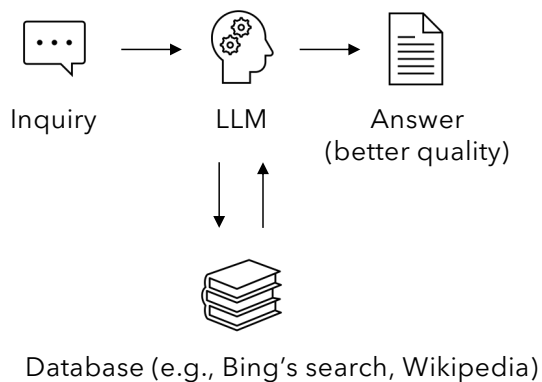 Inquiry
LLM
Answer
(better quality)
Database (e.g., Bing’s search, Wikipedia)